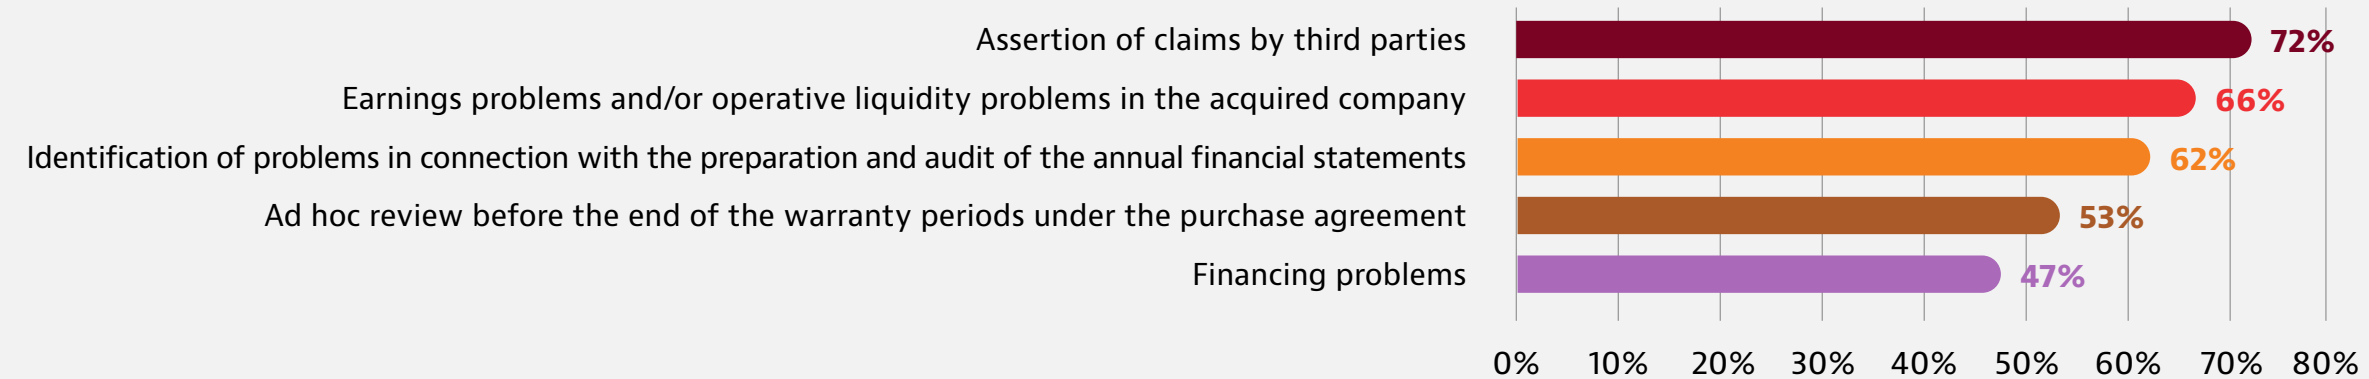 Assertion of claims by third parties 72%
Earnings problems and/or operative liquidity problems in the acquired company 66%
Identification of problems in connection with the preparation and audit of the annual financial statements 62%
Ad hoc review before the end of the warranty periods under the purchase agreement 53%
Financing problems 47%
0% 10% 20% 30% 40% 50% 60% 70% 80%